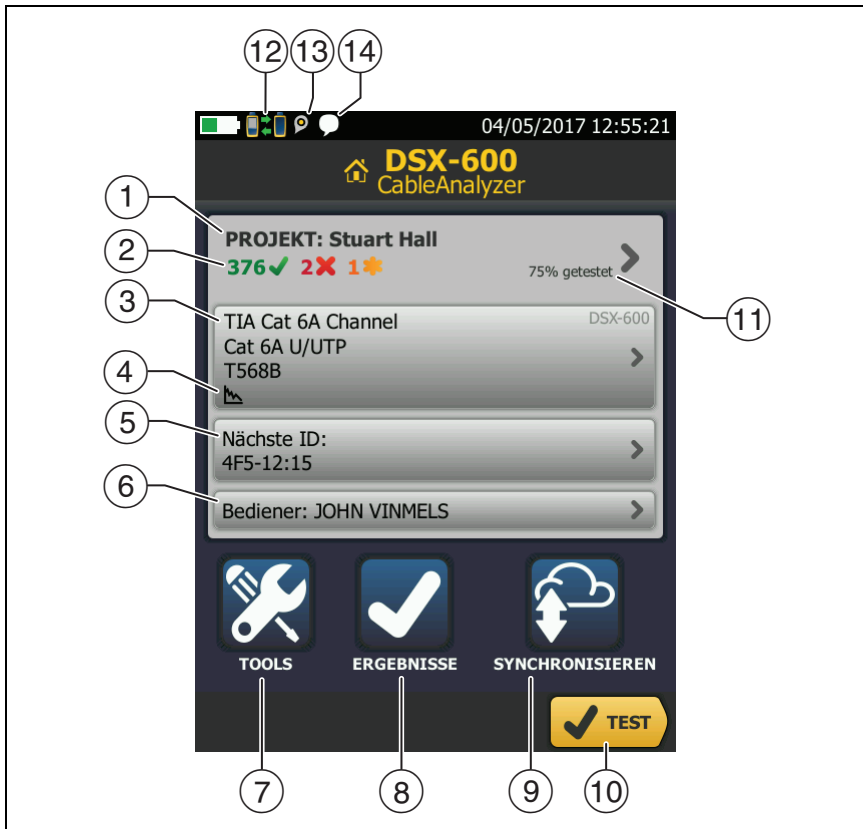 12 13 14
04/05/2017 12:55:21
DSX-600
CableAnalyzer
1
PROJEKT: Stuart Hall
2
376 2 1
75% getestet
11
3
TIA Cat 6A Channel
DSX-600
Cat 6A U/UTP
T568B
4
5
Nächste ID:
4F5-12:15
6
Bediener: JOHN VINMELS
TOOLS
ERGEBNISSE
SYNCHRONISIEREN
TEST
7 8 9 10